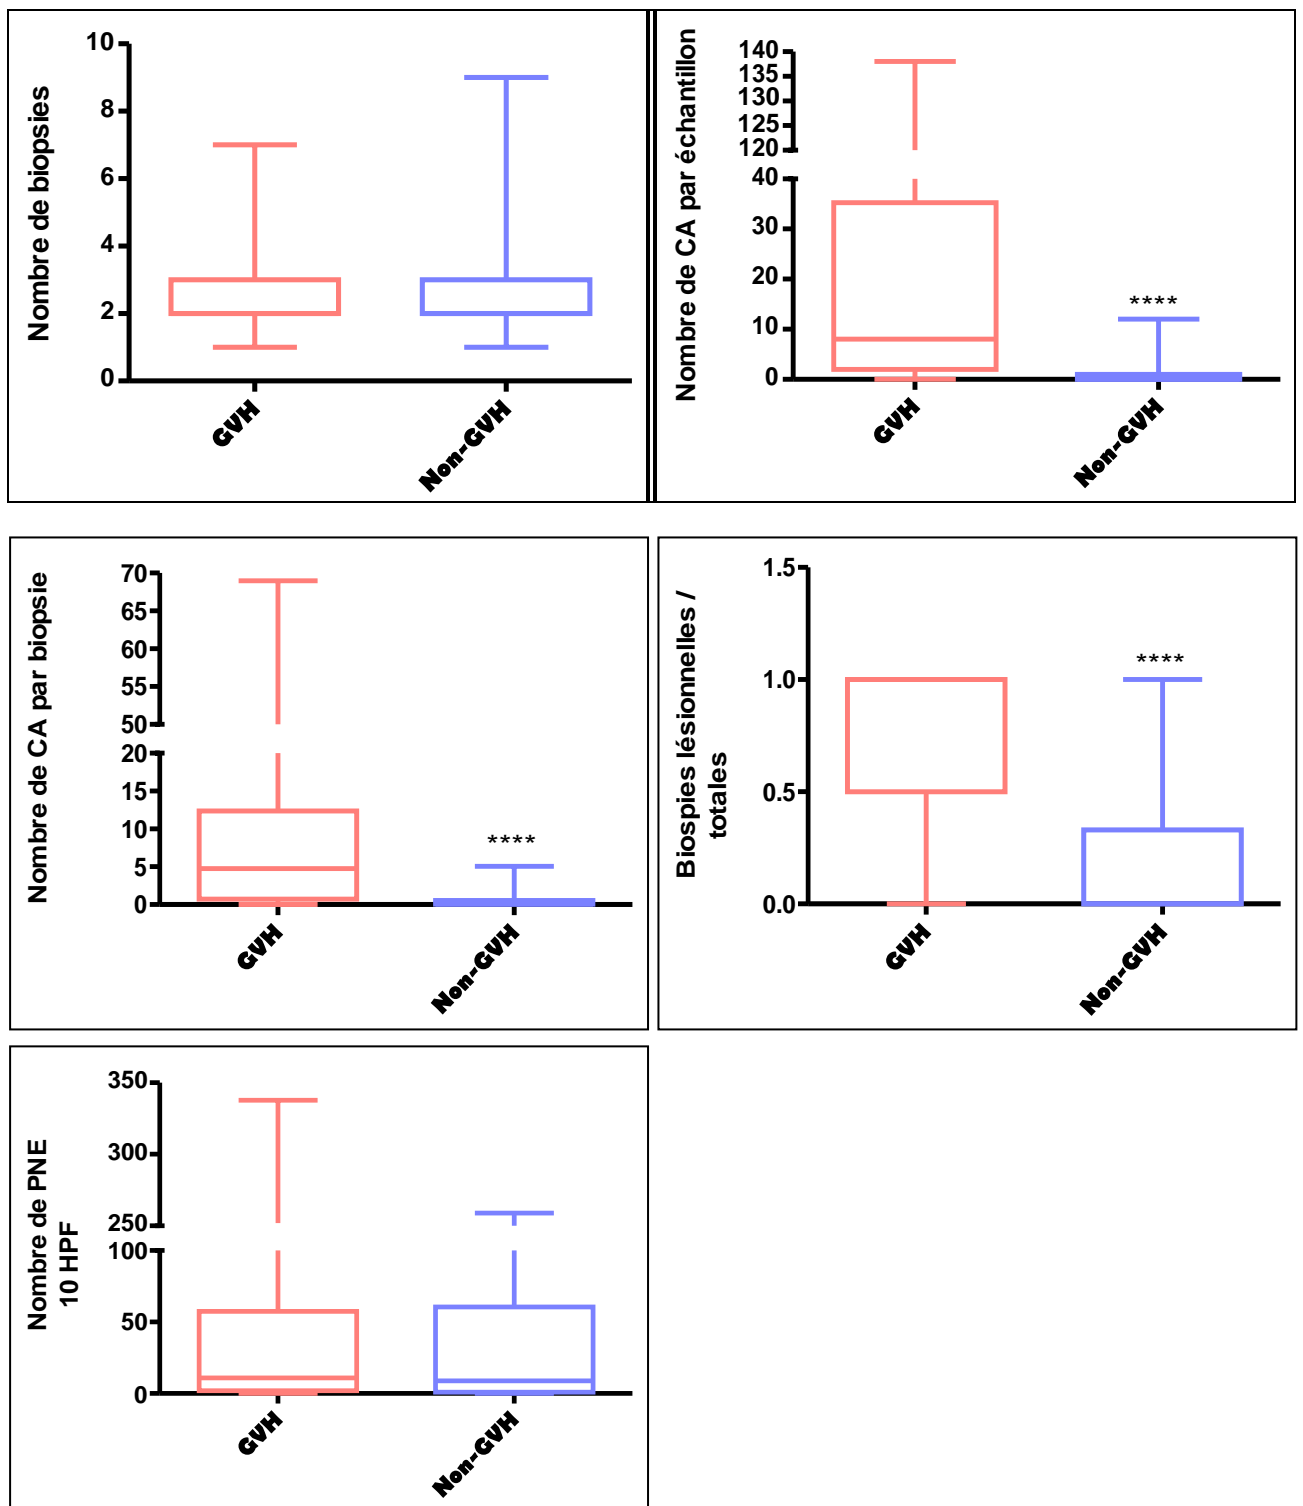 Nombre de biopsies
10
8
6
4
2
0
GVH
Non-GVH
Nombre de CA par échantillon
140
135
130
125
120
40
30
20
10
0
****
GVH
Non-GVH
Nombre de CA par biopsie
70
65
60
55
50
20
15
10
5
0
****
GVH
Non-GVH
Biospies lésionnelles /
totales
1.5
1.0
0.5
0.0
****
GVH
Non-GVH
Nombre de PNE
10 HPF
350
300
250
100
50
0
GVH
Non-GVH